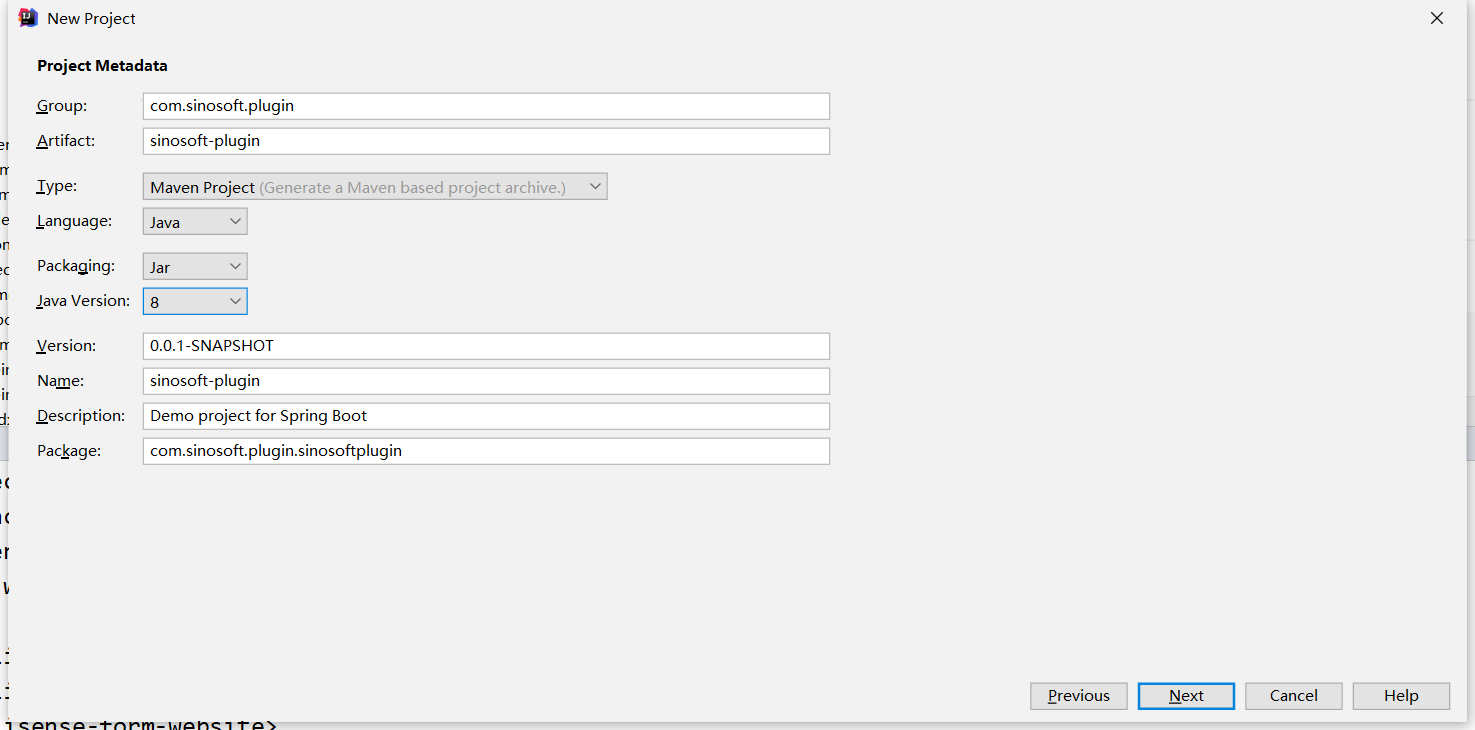 New Project
Project Metadata
Group: com.sinosoft.plugin
Artifact: sinosoft-plugin
Type: Maven Project (Generate a Maven based project archive.)
Language: Java
Packaging: Jar
Java Version: 8
Version: 0.0.1-SNAPSHOT
Name: sinosoft-plugin
Description: Demo project for Spring Boot
Package: com.sinosoft.plugin.sinosoftplugin
Previous Next Cancel Help
isense-form-website>